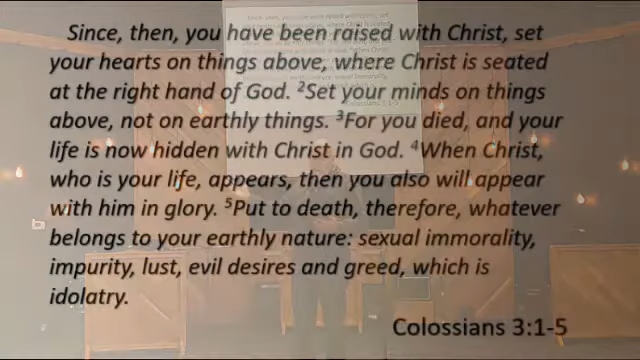 Since, then, you have been raised with Christ, set
your hearts on things above, where Christ is seated
at the right hand of God. ²Set your minds on things
above, not on earthly things. ³For you died, and your
life is now hidden with Christ in God. ⁴When Christ,
who is your life, appears, then you also will appear
with him in glory. ⁵Put to death, therefore, whatever
belongs to your earthly nature: sexual immorality,
impurity, lust, evil desires and greed, which is
idolatry.
Colossians 3:1-5